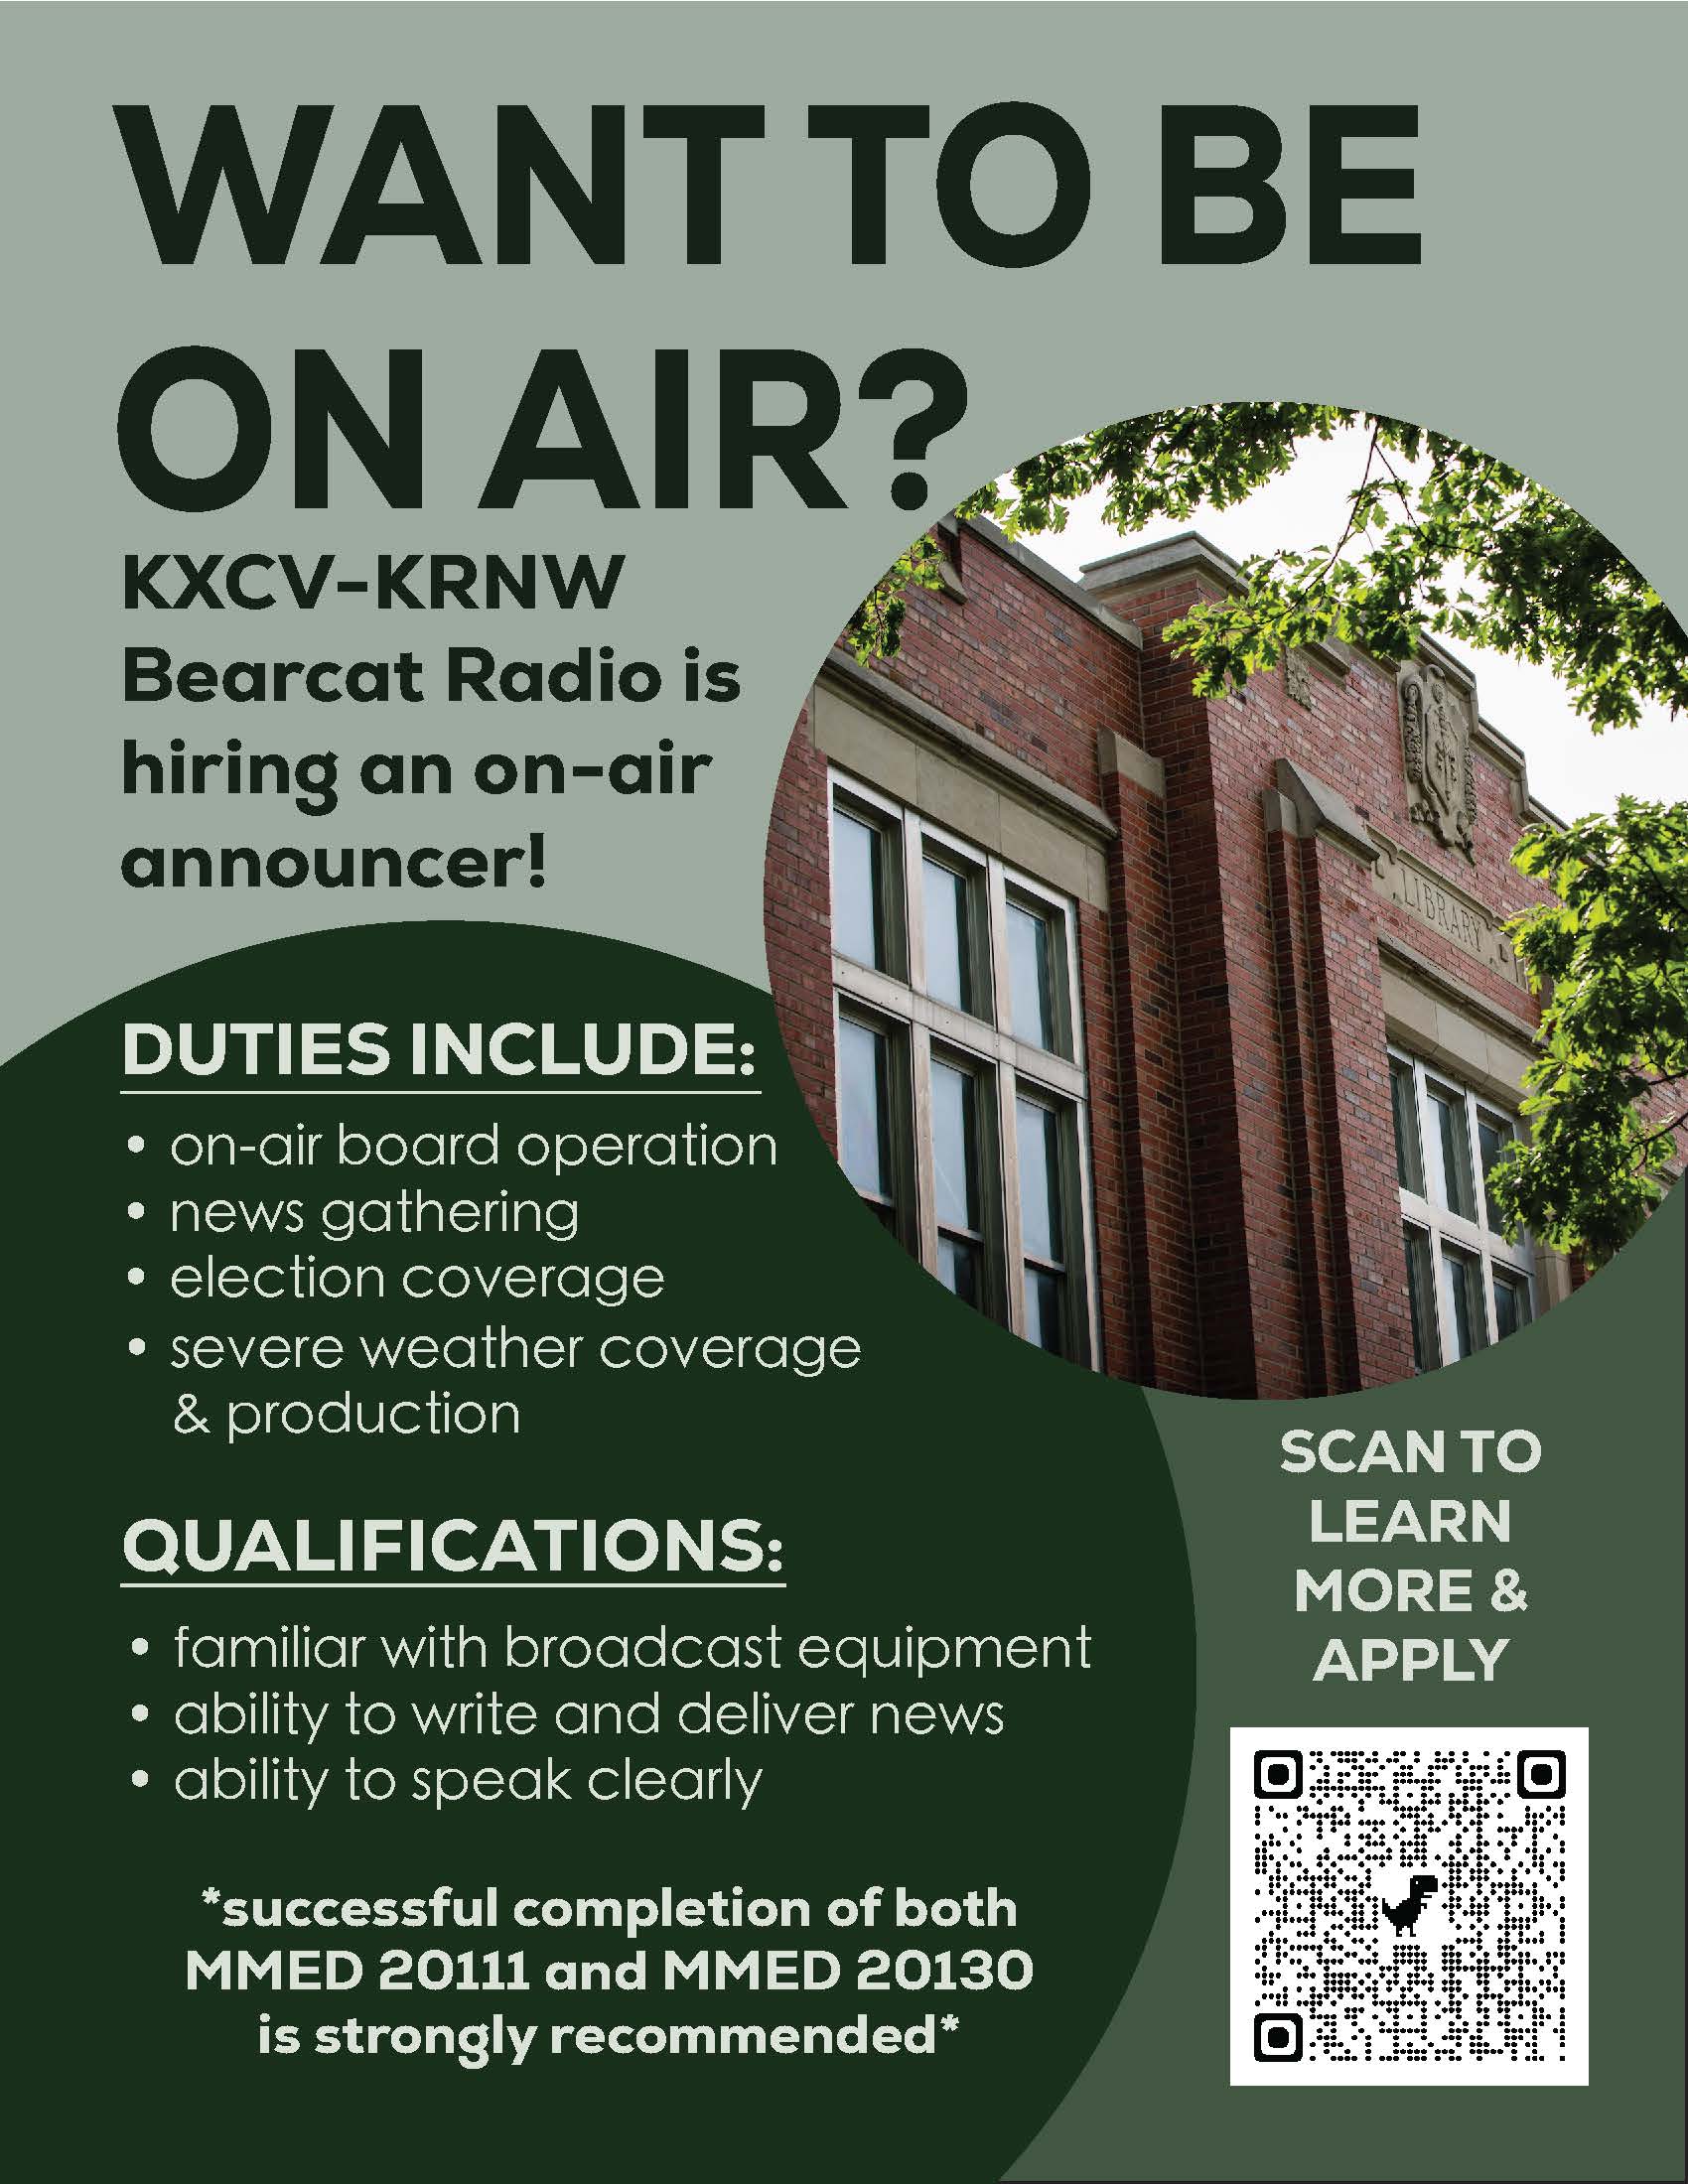 WANT TO BE
ON AIR?
KXCV-KRNW
Bearcat Radio is
hiring an on-air
announcer!
LIBRARY
DUTIES INCLUDE:
• on-air board operation
• news gathering
• election coverage
• severe weather coverage
& production
QUALIFICATIONS:
• familiar with broadcast equipment
• ability to write and deliver news
• ability to speak clearly
*successful completion of both
MMED 20111 and MMED 20130
is strongly recommended*
SCAN TO
LEARN
MORE &
APPLY